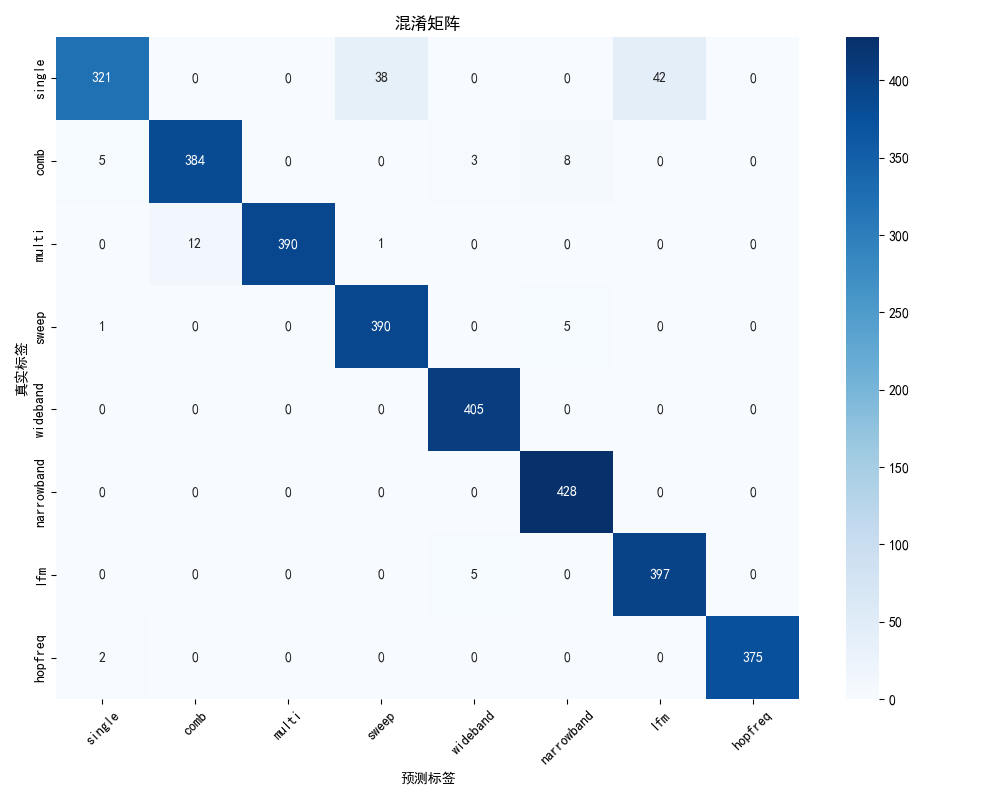 混淆矩阵
single 321 0 0 38 0 0 42 0
comb 5 384 0 0 3 8 0 0
multi 0 12 390 1 0 0 0 0
sweep 1 0 0 390 0 5 0 0
wideband 0 0 0 0 405 0 0 0
narrowband 0 0 0 0 0 428 0 0
lfm 0 0 0 0 5 0 397 0
hopfreq 2 0 0 0 0 0 0 375
真实标签
single comb multi sweep wideband narrowband lfm hopfreq
预测标签
400
350
300
250
200
150
100
50
0